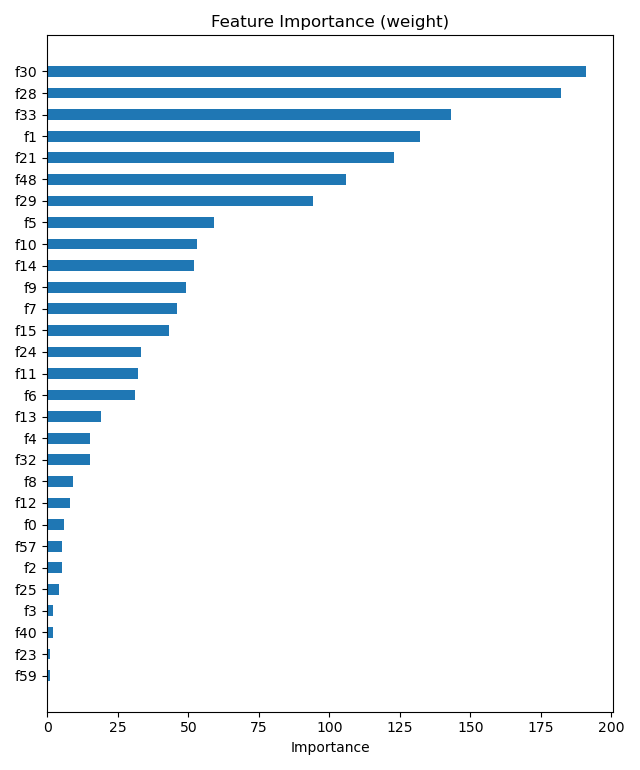 Feature Importance (weight)
f30
f28
f33
f1
f21
f48
f29
f5
f10
f14
f9
f7
f15
f24
f11
f6
f13
f4
f32
f8
f12
f0
f57
f2
f25
f3
f40
f23
f59
0 25 50 75 100 125 150 175 200
Importance